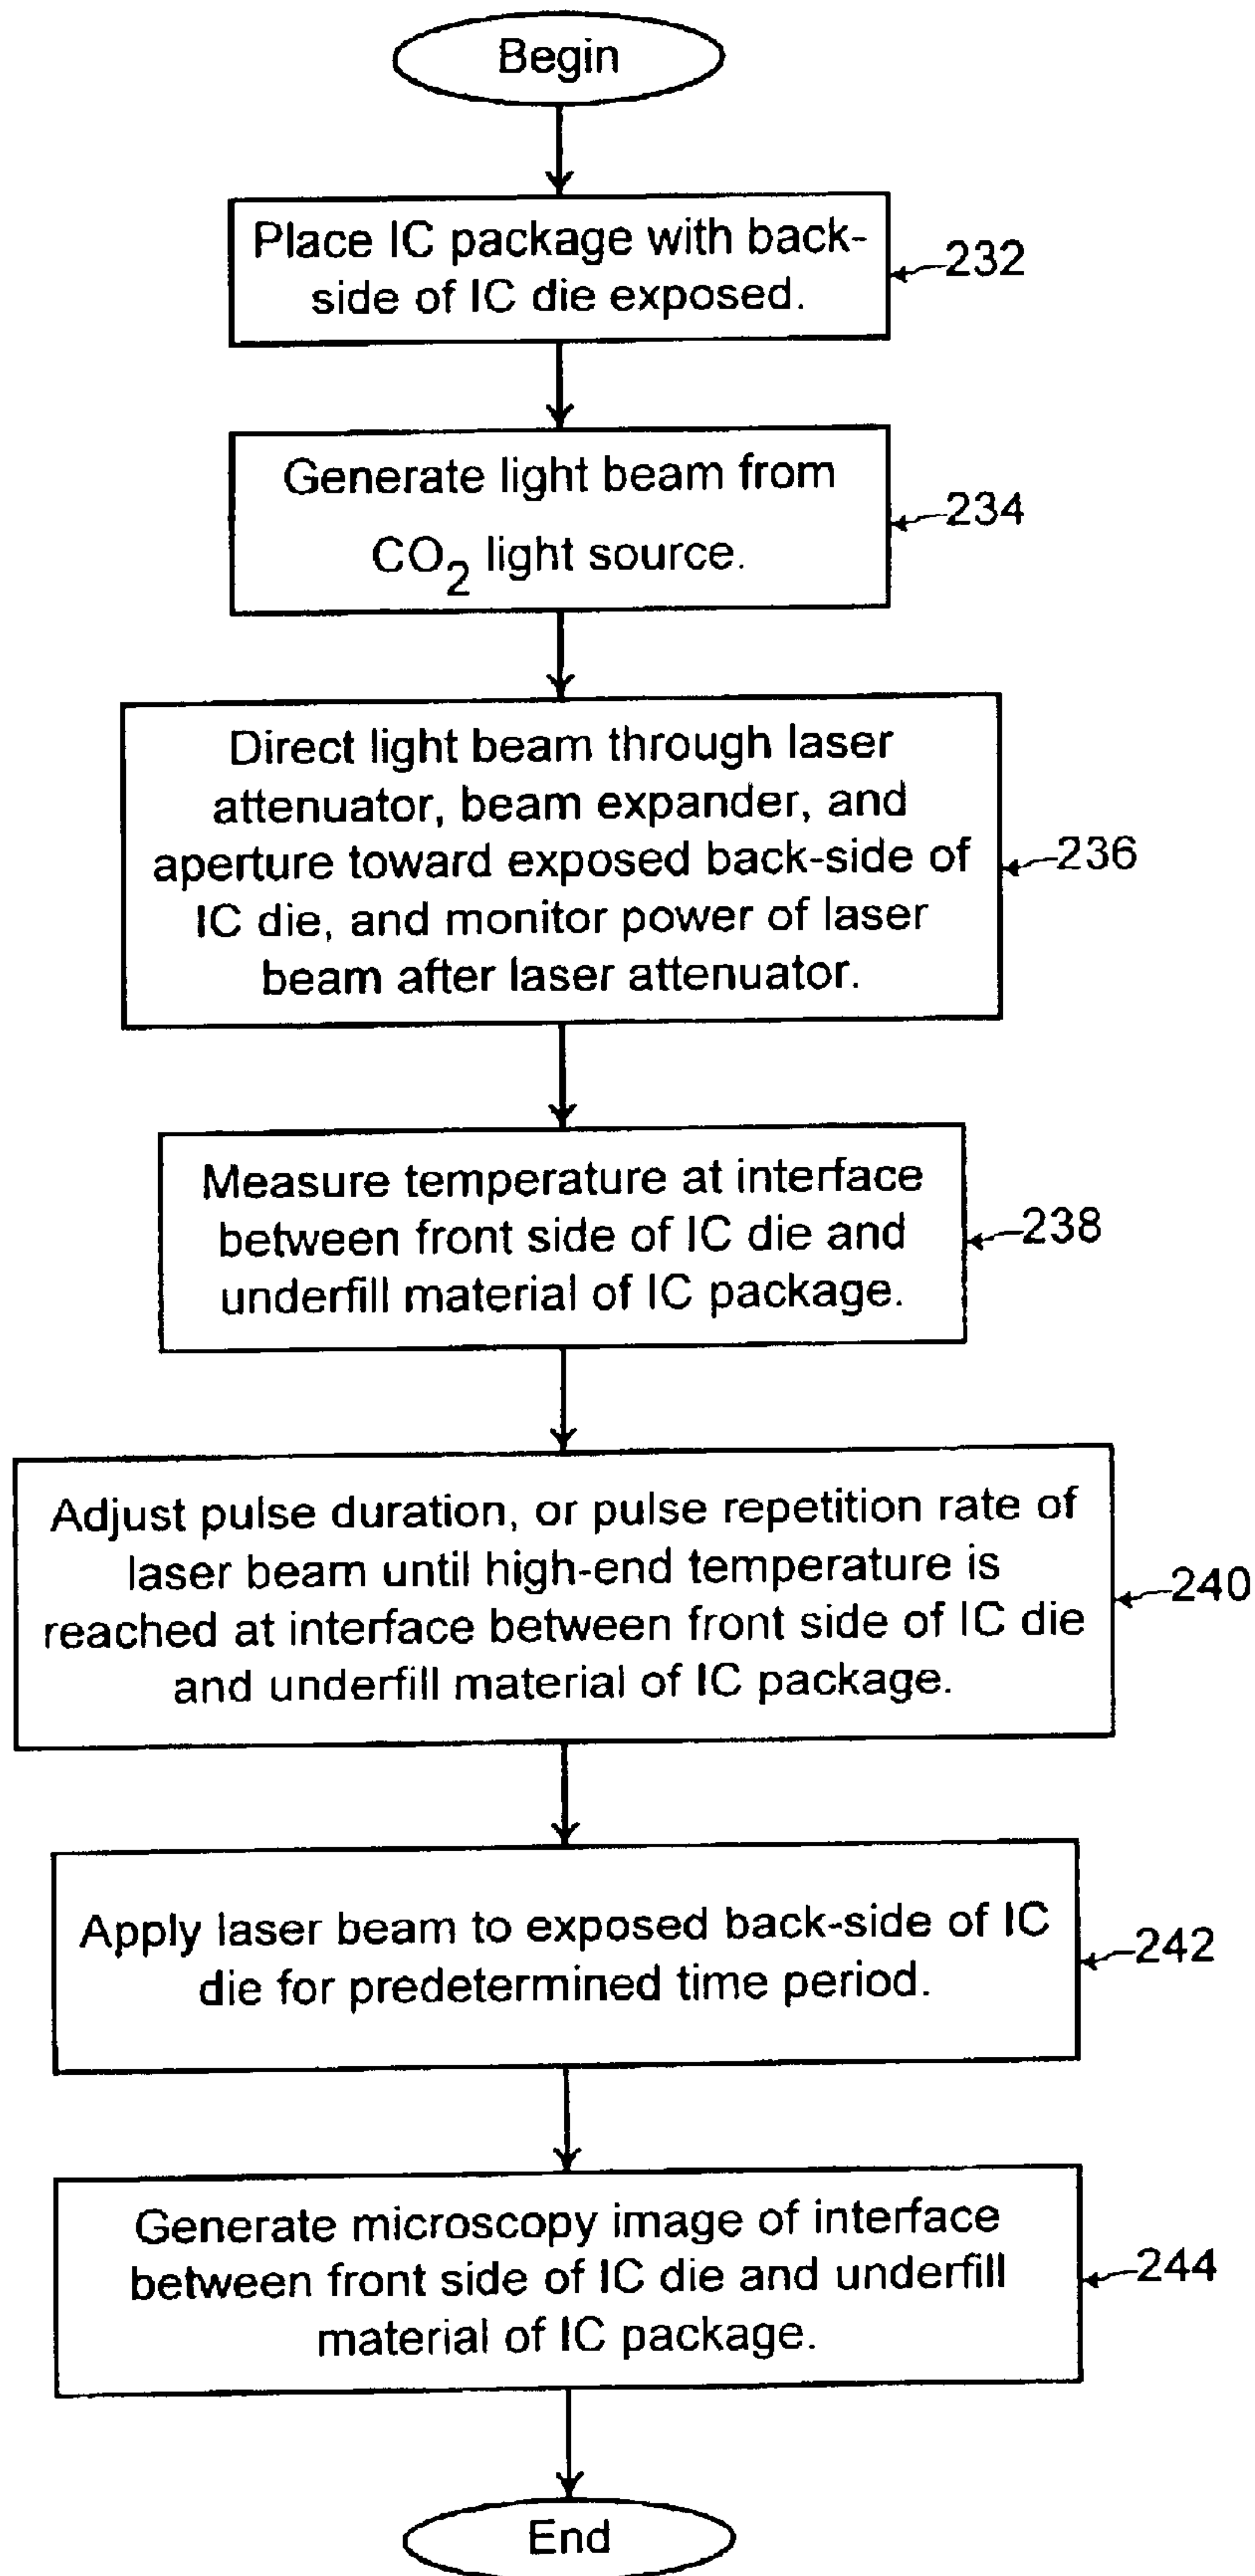 Begin
Place IC package with back-
side of IC die exposed.
232
Generate light beam from
CO2 light source.
234
Direct light beam through laser
attenuator, beam expander, and
aperture toward exposed back-side of
IC die, and monitor power of laser
beam after laser attenuator.
236
Measure temperature at interface
between front side of IC die and
underfill material of IC package.
238
Adjust pulse duration, or pulse repetition rate of
laser beam until high-end temperature is
reached at interface between front side of IC die
and underfill material of IC package.
240
Apply laser beam to exposed back-side of IC
die for predetermined time period.
242
Generate microscopy image of interface
between front side of IC die and underfill
material of IC package.
244
End